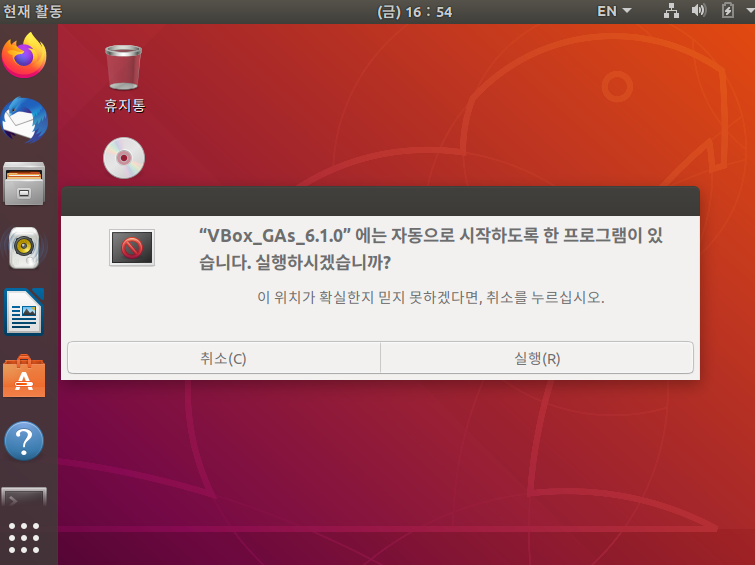 현재 활동 (금) 16 : 54 EN
휴지통
“VBox_GAs_6.1.0” 에는 자동으로 시작하도록 한 프로그램이 있
습니다. 실행하시겠습니까?
이 위치가 확실한지 믿지 못하겠다면, 취소를 누르십시오.
취소(C) 실행(R)